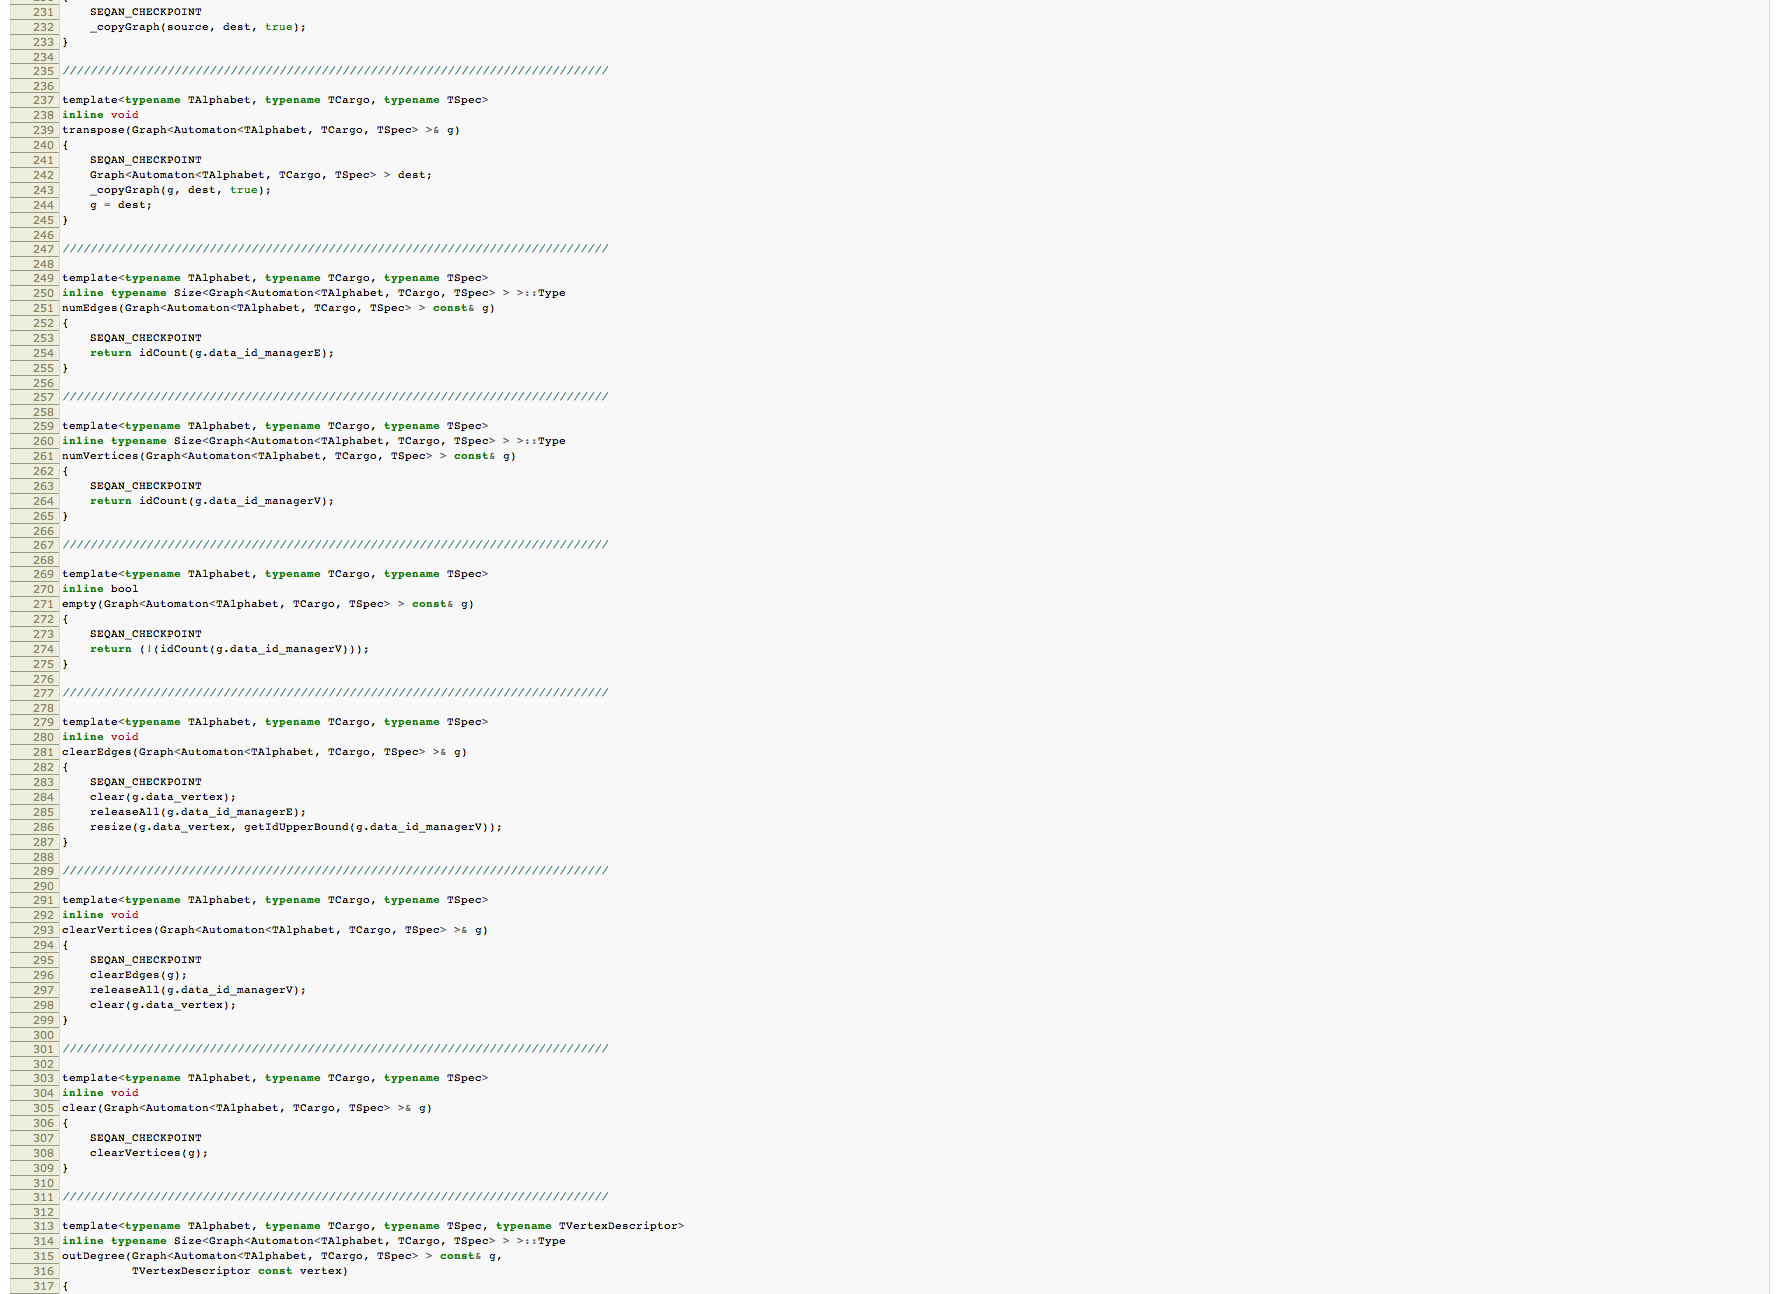 231     SEQAN_CHECKPOINT
232     _copyGraph(source, dest, true);
233 }
234
235 //////////////////////////////////////////////////////////////////////////////
236
237 template<typename TAlphabet, typename TCargo, typename TSpec>
238 inline void
239 transpose(Graph<Automaton<TAlphabet, TCargo, TSpec> >& g)
240 {
241     SEQAN_CHECKPOINT
242     Graph<Automaton<TAlphabet, TCargo, TSpec> > dest;
243     _copyGraph(g, dest, true);
244     g = dest;
245 }
246
247 //////////////////////////////////////////////////////////////////////////////
248
249 template<typename TAlphabet, typename TCargo, typename TSpec>
250 inline typename Size<Graph<Automaton<TAlphabet, TCargo, TSpec> > >::Type
251 numEdges(Graph<Automaton<TAlphabet, TCargo, TSpec> > const& g)
252 {
253     SEQAN_CHECKPOINT
254     return idCount(g.data_id_managerE);
255 }
256
257 //////////////////////////////////////////////////////////////////////////////
258
259 template<typename TAlphabet, typename TCargo, typename TSpec>
260 inline typename Size<Graph<Automaton<TAlphabet, TCargo, TSpec> > >::Type
261 numVertices(Graph<Automaton<TAlphabet, TCargo, TSpec> > const& g)
262 {
263     SEQAN_CHECKPOINT
264     return idCount(g.data_id_managerV);
265 }
266
267 //////////////////////////////////////////////////////////////////////////////
268
269 template<typename TAlphabet, typename TCargo, typename TSpec>
270 inline bool
271 empty(Graph<Automaton<TAlphabet, TCargo, TSpec> > const& g)
272 {
273     SEQAN_CHECKPOINT
274     return (!(idCount(g.data_id_managerV)));
275 }
276
277 //////////////////////////////////////////////////////////////////////////////
278
279 template<typename TAlphabet, typename TCargo, typename TSpec>
280 inline void
281 clearEdges(Graph<Automaton<TAlphabet, TCargo, TSpec> >& g)
282 {
283     SEQAN_CHECKPOINT
284     clear(g.data_vertex);
285     releaseAll(g.data_id_managerE);
286     resize(g.data_vertex, getIdUpperBound(g.data_id_managerV));
287 }
288
289 //////////////////////////////////////////////////////////////////////////////
290
291 template<typename TAlphabet, typename TCargo, typename TSpec>
292 inline void
293 clearVertices(Graph<Automaton<TAlphabet, TCargo, TSpec> >& g)
294 {
295     SEQAN_CHECKPOINT
296     clearEdges(g);
297     releaseAll(g.data_id_managerV);
298     clear(g.data_vertex);
299 }
300
301 //////////////////////////////////////////////////////////////////////////////
302
303 template<typename TAlphabet, typename TCargo, typename TSpec>
304 inline void
305 clear(Graph<Automaton<TAlphabet, TCargo, TSpec> >& g)
306 {
307     SEQAN_CHECKPOINT
308     clearVertices(g);
309 }
310
311 //////////////////////////////////////////////////////////////////////////////
312
313 template<typename TAlphabet, typename TCargo, typename TSpec, typename TVertexDescriptor>
314 inline typename Size<Graph<Automaton<TAlphabet, TCargo, TSpec> > >::Type
315 outDegree(Graph<Automaton<TAlphabet, TCargo, TSpec> > const& g,
316           TVertexDescriptor const vertex)
317 {